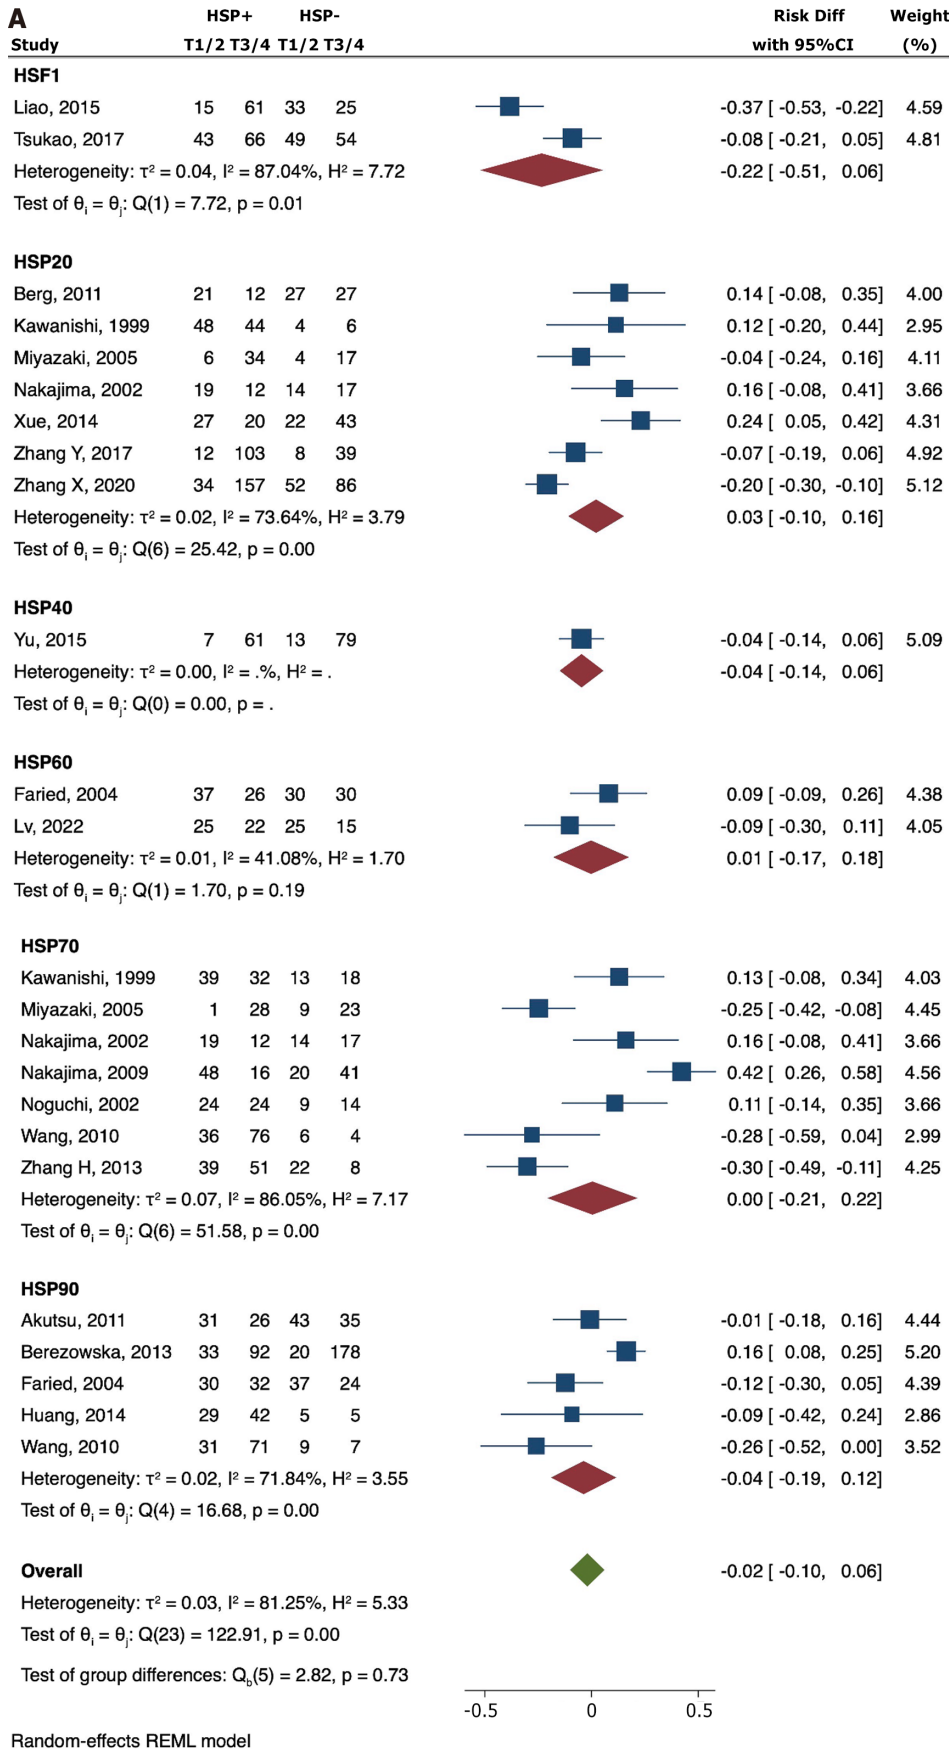 A
HSP+ HSP- Risk Diff Weight
Study T1/2 T3/4 T1/2 T3/4 with 95%CI (%)
HSF1
Liao, 2015 15 61 33 25 -0.37 [ -0.53, -0.22] 4.59
Tsukao, 2017 43 66 49 54 -0.08 [ -0.21, 0.05] 4.81
Heterogeneity: τ² = 0.04, I² = 87.04%, H² = 7.72 -0.22 [ -0.51, 0.06]
Test of θi = θj: Q(1) = 7.72, p = 0.01
HSP20
Berg, 2011 21 12 27 27 0.14 [ -0.08, 0.35] 4.00
Kawanishi, 1999 48 44 4 6 0.12 [ -0.20, 0.44] 2.95
Miyazaki, 2005 6 34 4 17 -0.04 [ -0.24, 0.16] 4.11
Nakajima, 2002 19 12 14 17 0.16 [ -0.08, 0.41] 3.66
Xue, 2014 27 20 22 43 0.24 [ 0.05, 0.42] 4.31
Zhang Y, 2017 12 103 8 39 -0.07 [ -0.19, 0.06] 4.92
Zhang X, 2020 34 157 52 86 -0.20 [ -0.30, -0.10] 5.12
Heterogeneity: τ² = 0.02, I² = 73.64%, H² = 3.79 0.03 [ -0.10, 0.16]
Test of θi = θj: Q(6) = 25.42, p = 0.00
HSP40
Yu, 2015 7 61 13 79 -0.04 [ -0.14, 0.06] 5.09
Heterogeneity: τ² = 0.00, I² = .%, H² = . -0.04 [ -0.14, 0.06]
Test of θi = θj: Q(0) = 0.00, p = .
HSP60
Faried, 2004 37 26 30 30 0.09 [ -0.09, 0.26] 4.38
Lv, 2022 25 22 25 15 -0.09 [ -0.30, 0.11] 4.05
Heterogeneity: τ² = 0.01, I² = 41.08%, H² = 1.70 0.01 [ -0.17, 0.18]
Test of θi = θj: Q(1) = 1.70, p = 0.19
HSP70
Kawanishi, 1999 39 32 13 18 0.13 [ -0.08, 0.34] 4.03
Miyazaki, 2005 1 28 9 23 -0.25 [ -0.42, -0.08] 4.45
Nakajima, 2002 19 12 14 17 0.16 [ -0.08, 0.41] 3.66
Nakajima, 2009 48 16 20 41 0.42 [ 0.26, 0.58] 4.56
Noguchi, 2002 24 24 9 14 0.11 [ -0.14, 0.35] 3.66
Wang, 2010 36 76 6 4 -0.28 [ -0.59, 0.04] 2.99
Zhang H, 2013 39 51 22 8 -0.30 [ -0.49, -0.11] 4.25
Heterogeneity: τ² = 0.07, I² = 86.05%, H² = 7.17 0.00 [ -0.21, 0.22]
Test of θi = θj: Q(6) = 51.58, p = 0.00
HSP90
Akutsu, 2011 31 26 43 35 -0.01 [ -0.18, 0.16] 4.44
Berezowska, 2013 33 92 20 178 0.16 [ 0.08, 0.25] 5.20
Faried, 2004 30 32 37 24 -0.12 [ -0.30, 0.05] 4.39
Huang, 2014 29 42 5 5 -0.09 [ -0.42, 0.24] 2.86
Wang, 2010 31 71 9 7 -0.26 [ -0.52, 0.00] 3.52
Heterogeneity: τ² = 0.02, I² = 71.84%, H² = 3.55 -0.04 [ -0.19, 0.12]
Test of θi = θj: Q(4) = 16.68, p = 0.00
Overall -0.02 [ -0.10, 0.06]
Heterogeneity: τ² = 0.03, I² = 81.25%, H² = 5.33
Test of θi = θj: Q(23) = 122.91, p = 0.00
Test of group differences: Qb(5) = 2.82, p = 0.73
-0.5 0 0.5
Random-effects REML model